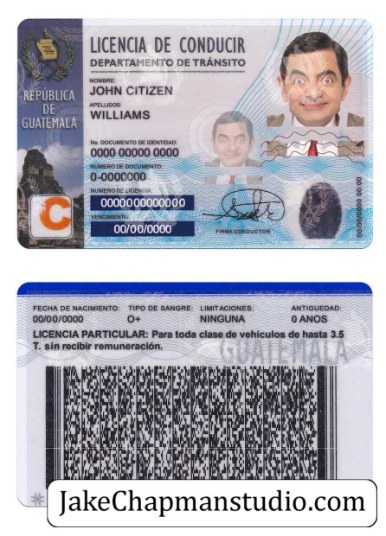 LICENCIA DE CONDUCIR
DEPARTAMENTO DE TRÁNSITO
REPÚBLICA
DE
GUATEMALA
NOMBRE:
JOHN CITIZEN
APELLIDOS:
WILLIAMS
No. DOCUMENTO DE IDENTIDAD:
0000 00000 0000
NUMERO DE DOCUMENTO:
0-0000000
NUMERO DE LICENCIA:
0000000000000
VENCIMIENTO:
00/00/0000
C
FIRMA CONDUCTOR
FECHA DE NACIMIENTO: TIPO DE SANGRE: LIMITACIONES: ANTIGUEDAD:
00/00/0000 O+ NINGUNA 0 ANOS
LICENCIA PARTICULAR: Para toda clase de vehiculos de hasta 3.5
T. sin recibir remuneración.
GUATEMALA
JakeChapmanstudio.com